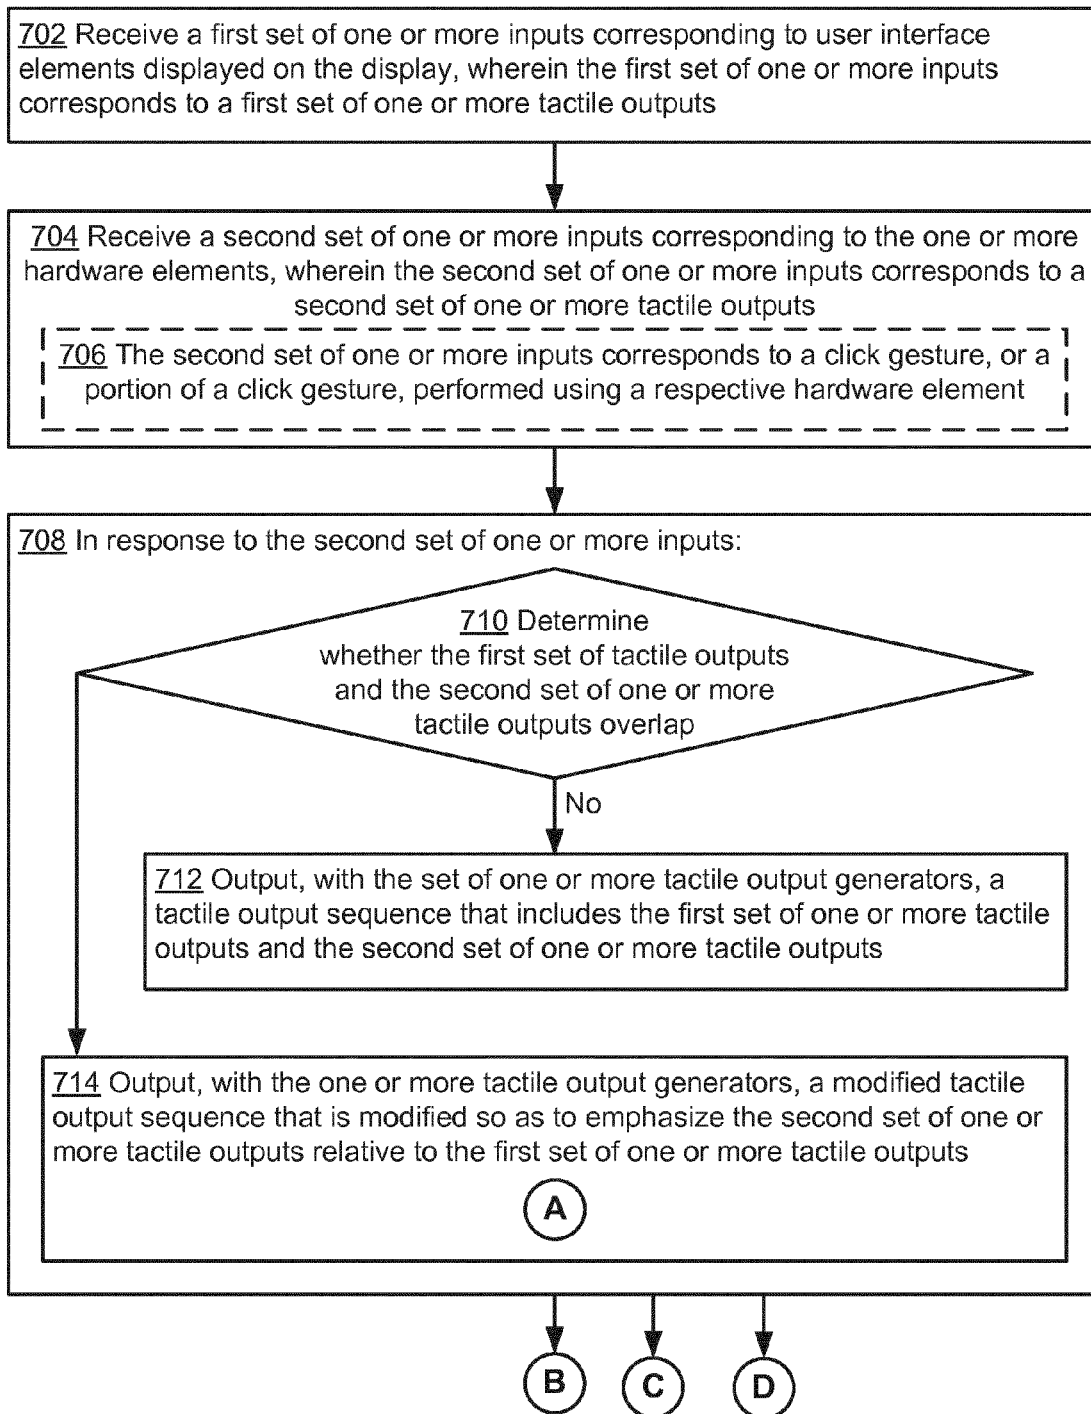 702 Receive a first set of one or more inputs corresponding to user interface
elements displayed on the display, wherein the first set of one or more inputs
corresponds to a first set of one or more tactile outputs
704 Receive a second set of one or more inputs corresponding to the one or more
hardware elements, wherein the second set of one or more inputs corresponds to a
second set of one or more tactile outputs
706 The second set of one or more inputs corresponds to a click gesture, or a
portion of a click gesture, performed using a respective hardware element
708 In response to the second set of one or more inputs:
710 Determine
whether the first set of tactile outputs
and the second set of one or more
tactile outputs overlap
No
712 Output, with the set of one or more tactile output generators, a
tactile output sequence that includes the first set of one or more tactile
outputs and the second set of one or more tactile outputs
714 Output, with the one or more tactile output generators, a modified tactile
output sequence that is modified so as to emphasize the second set of one or
more tactile outputs relative to the first set of one or more tactile outputs
A
B C D